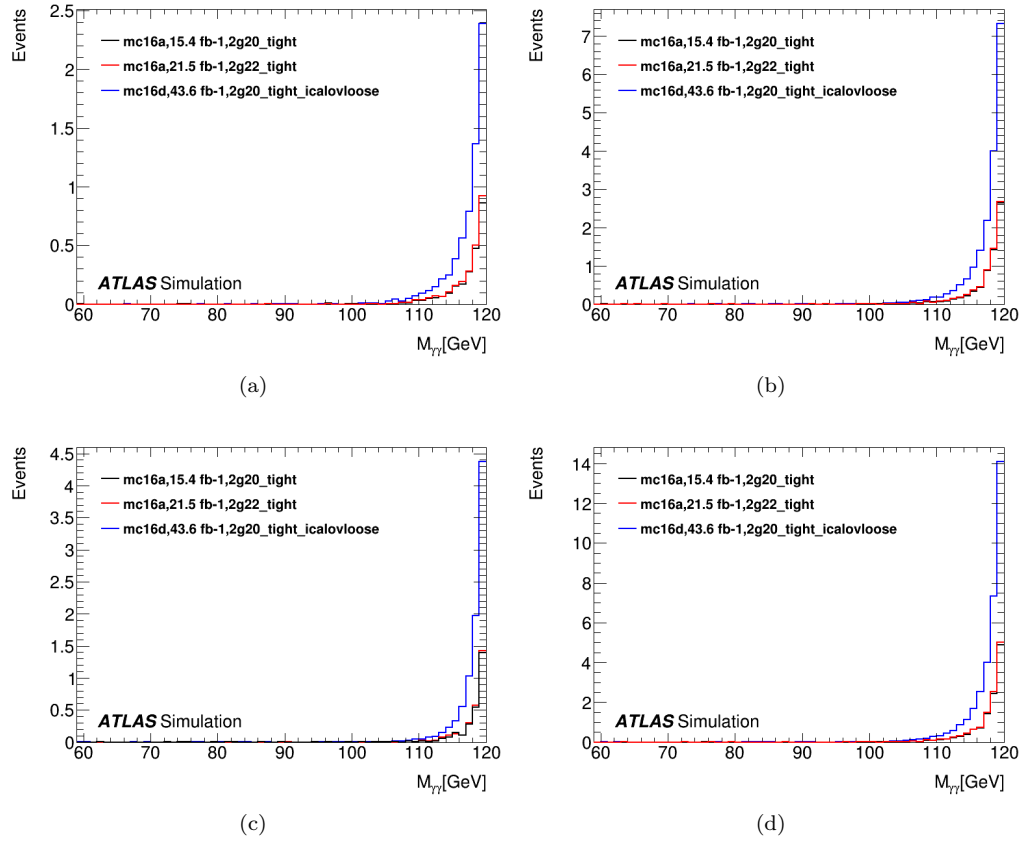 Events
2.5
2
1.5
1
0.5
0
mc16a,15.4 fb-1,2g20_tight
mc16a,21.5 fb-1,2g22_tight
mc16d,43.6 fb-1,2g20_tight_icalovloose
ATLAS Simulation
60 70 80 90 100 110 120
Mγγ[GeV]
(a)
Events
7
6
5
4
3
2
1
0
mc16a,15.4 fb-1,2g20_tight
mc16a,21.5 fb-1,2g22_tight
mc16d,43.6 fb-1,2g20_tight_icalovloose
ATLAS Simulation
60 70 80 90 100 110 120
Mγγ[GeV]
(b)
Events
4.5
4
3.5
3
2.5
2
1.5
1
0.5
0
mc16a,15.4 fb-1,2g20_tight
mc16a,21.5 fb-1,2g22_tight
mc16d,43.6 fb-1,2g20_tight_icalovloose
ATLAS Simulation
60 70 80 90 100 110 120
Mγγ[GeV]
(c)
Events
14
12
10
8
6
4
2
0
mc16a,15.4 fb-1,2g20_tight
mc16a,21.5 fb-1,2g22_tight
mc16d,43.6 fb-1,2g20_tight_icalovloose
ATLAS Simulation
60 70 80 90 100 110 120
Mγγ[GeV]
(d)